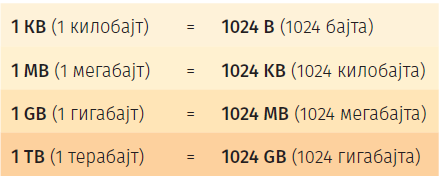 1 KB (1 килобајт) = 1024 B (1024 бајта)
1 MB (1 мегабајт) = 1024 KB (1024 килобајта)
1 GB (1 гигабајт) = 1024 MB (1024 мегабајта)
1 TB (1 терабајт) = 1024 GB (1024 гигабајта)